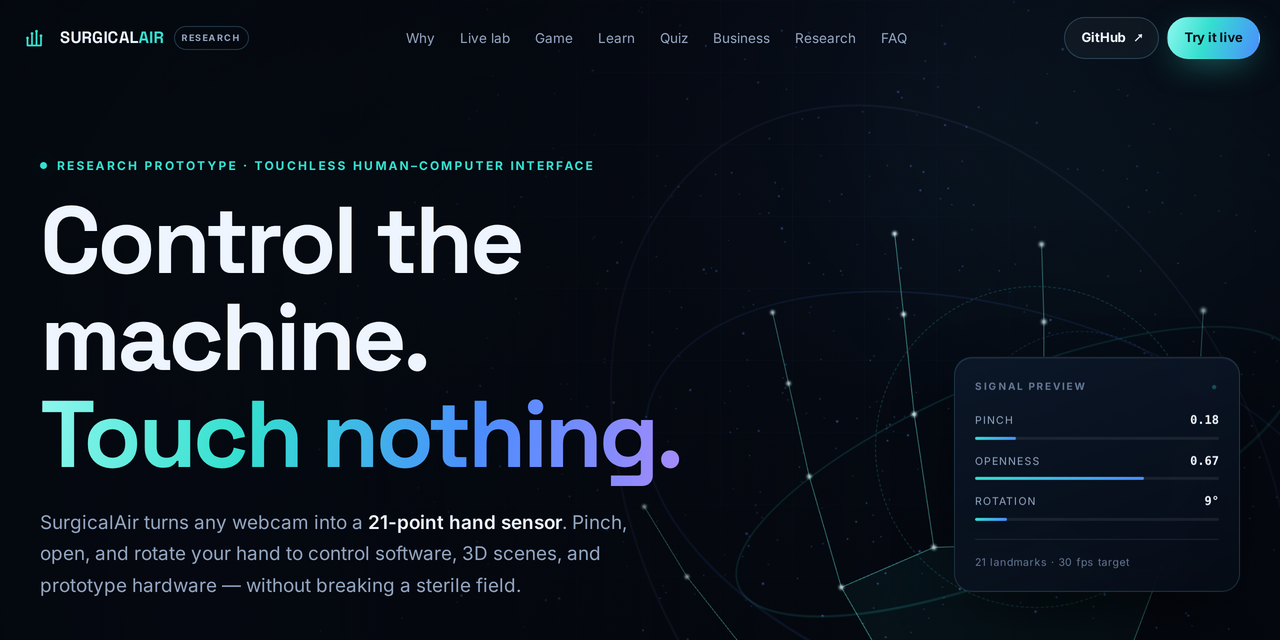 SURGICALAIR RESEARCH Why Live lab Game Learn Quiz Business Research FAQ GitHub ↗ Try it live
RESEARCH PROTOTYPE · TOUCHLESS HUMAN–COMPUTER INTERFACE
Control the
machine.
Touch nothing.
SurgicalAir turns any webcam into a 21-point hand sensor. Pinch,
open, and rotate your hand to control software, 3D scenes, and
prototype hardware — without breaking a sterile field.
SIGNAL PREVIEW
PINCH 0.18
OPENNESS 0.67
ROTATION 9°
21 landmarks · 30 fps target